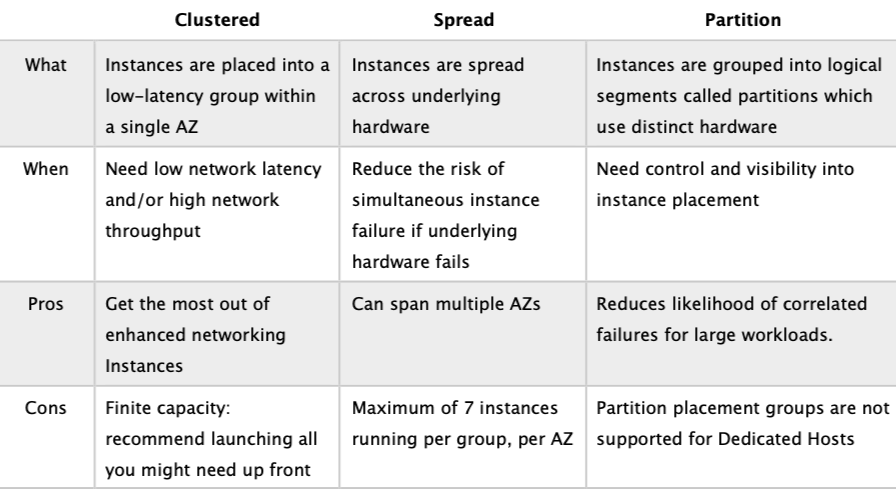 Clustered Spread Partition
What
Instances are placed into a
low-latency group within
a single AZ
Instances are spread
across underlying
hardware
Instances are grouped into logical
segments called partitions which
use distinct hardware
When
Need low network latency
and/or high network
throughput
Reduce the risk of
simultaneous instance
failure if underlying
hardware fails
Need control and visibility into
instance placement
Pros
Get the most out of
enhanced networking
Instances
Can span multiple AZs
Reduces likelihood of correlated
failures for large workloads.
Cons
Finite capacity:
recommend launching all
you might need up front
Maximum of 7 instances
running per group, per AZ
Partition placement groups are not
supported for Dedicated Hosts